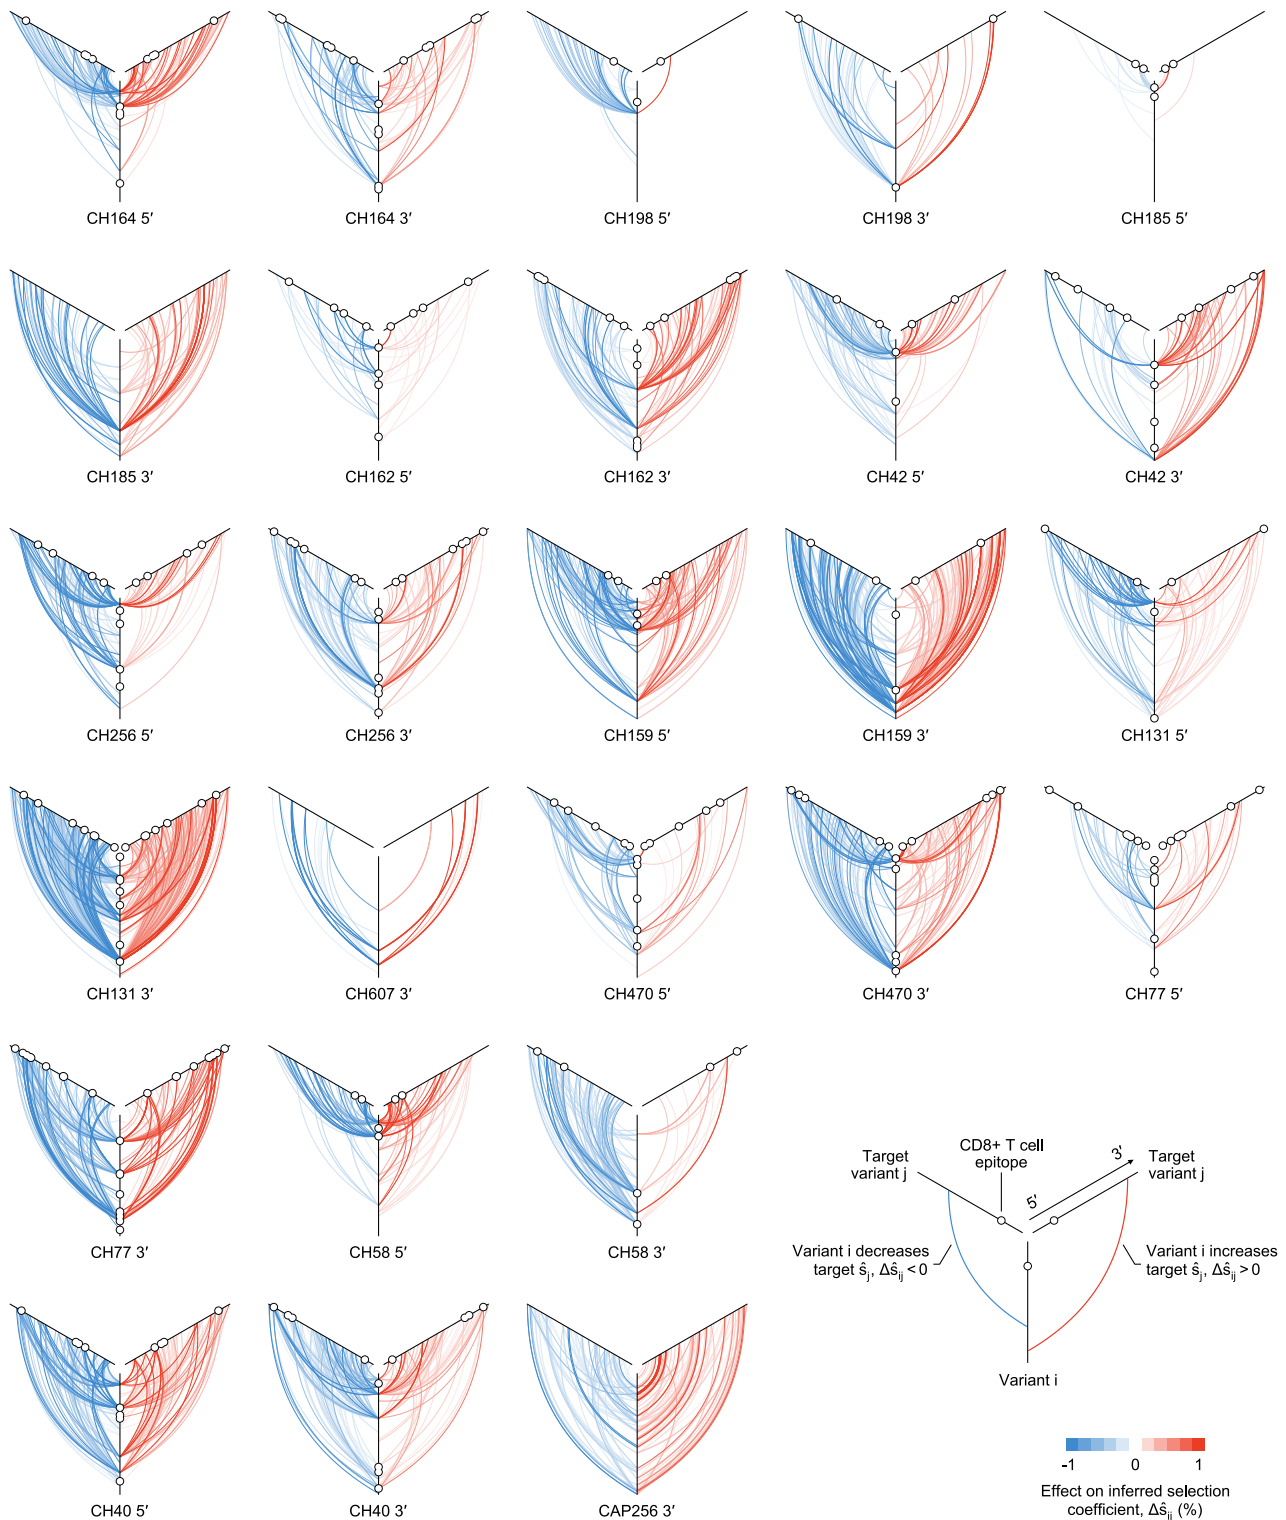 CH164 5′
CH164 3′
CH198 5′
CH198 3′
CH185 5′
CH185 3′
CH162 5′
CH162 3′
CH42 5′
CH42 3′
CH256 5′
CH256 3′
CH159 5′
CH159 3′
CH131 5′
CH131 3′
CH607 3′
CH470 5′
CH470 3′
CH77 5′
CH77 3′
CH58 5′
CH58 3′
Target
variant j
CD8+ T cell
epitope
5′
3′
Target
variant j
Variant i decreases
target ŝj, Δŝij < 0
Variant i increases
target ŝj, Δŝij > 0
Variant i
CH40 5′
CH40 3′
CAP256 3′
-1 0 1
Effect on inferred selection
coefficient, Δŝij (%)